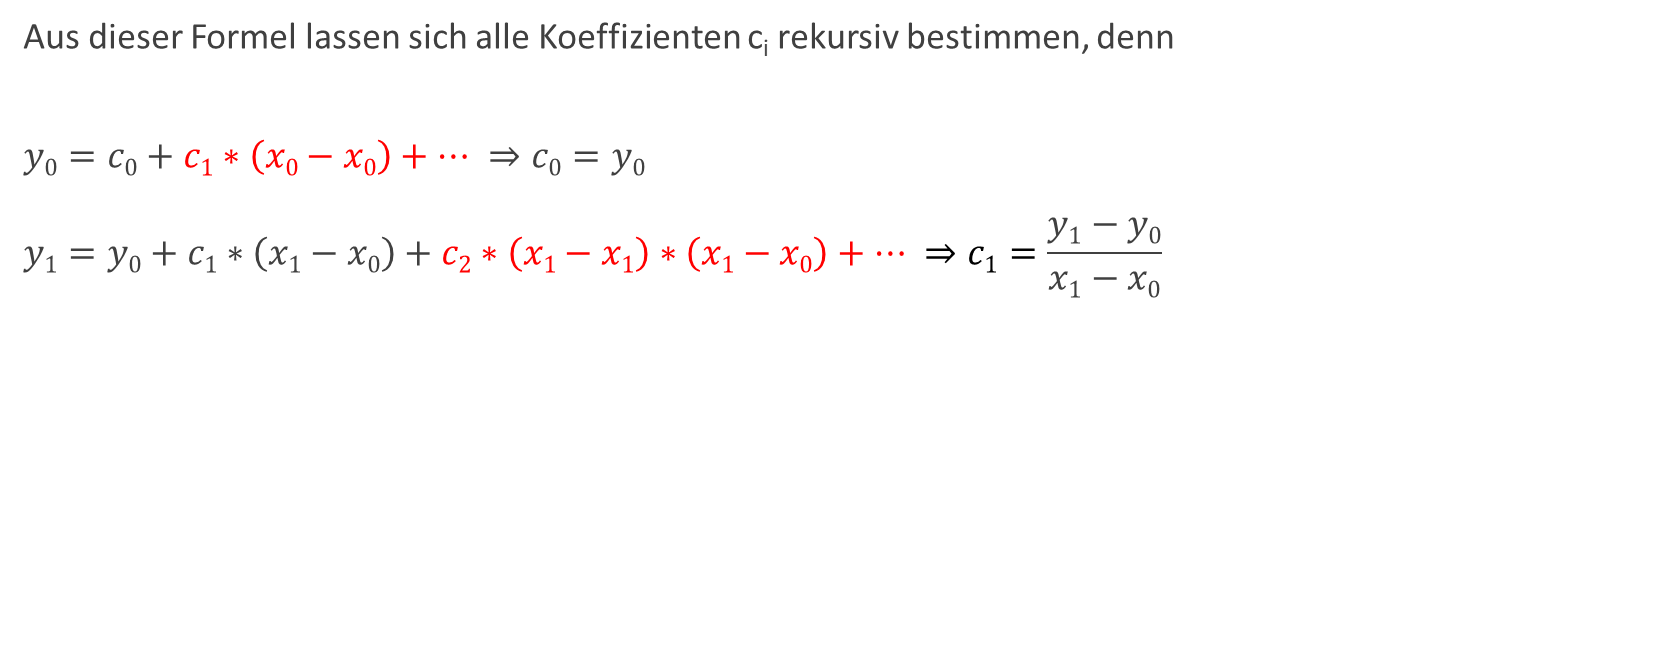 Aus dieser Formel lassen sich alle Koeffizienten cᵢ rekursiv bestimmen, denn
y₀ = c₀ + c₁ ∗ (x₀ − x₀) + ⋯ ⇒ c₀ = y₀
y₁ = y₀ + c₁ ∗ (x₁ − x₀) + c₂ ∗ (x₁ − x₁) ∗ (x₁ − x₀) + ⋯ ⇒ c₁ = (y₁ − y₀)/(x₁ − x₀)